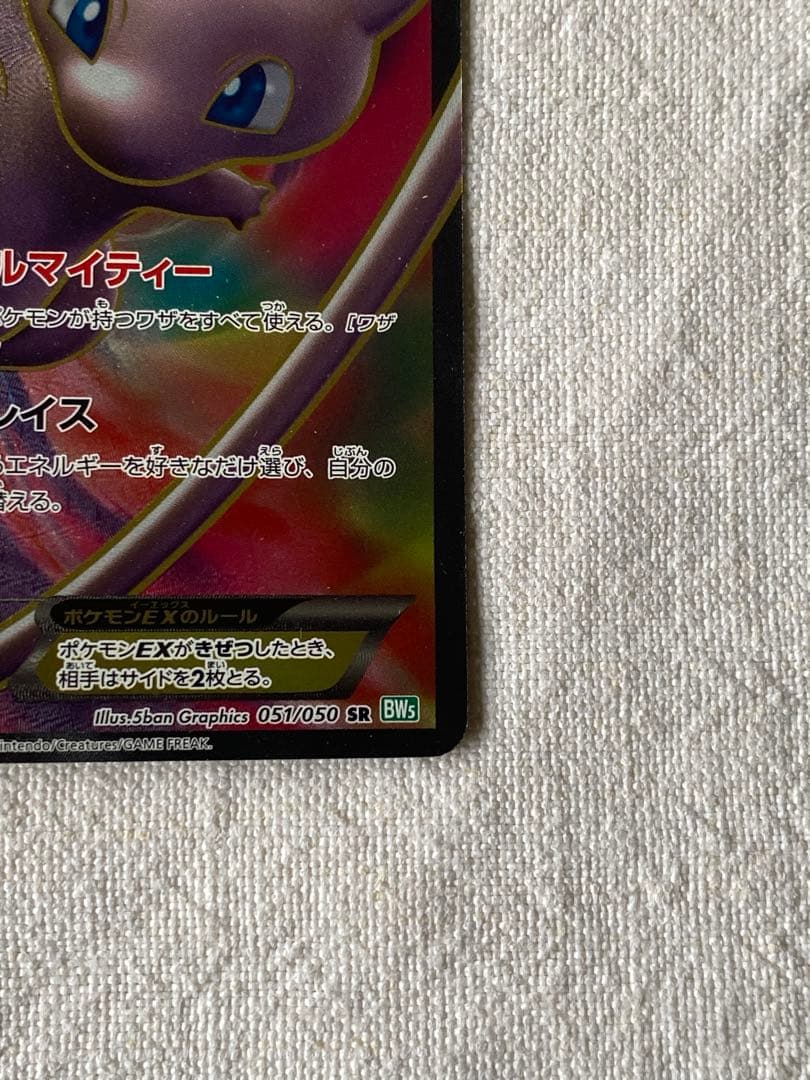 ルマイティー
ポケモンが持つワザをすべて使える。[ワザ
レイス
エネルギーを好きなだけ選び、自分の
替える。
ポケモンEXのルール
ポケモンEXがきぜつしたとき、
相手はサイドを2枚とる。
Illus.5ban Graphics 051/050 SR BW5
intendo/Creatures/GAME FREAK.